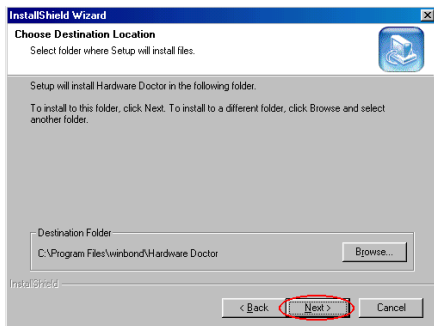 InstallShield Wizard
Choose Destination Location
Select folder where Setup will install files.
Setup will install Hardware Doctor in the following folder.
To install to this folder, click Next. To install to a different folder, click Browse and select
another folder.
Destination Folder
C:\Program Files\winbond\Hardware Doctor
Browse...
InstallShield
< Back
Next >
Cancel